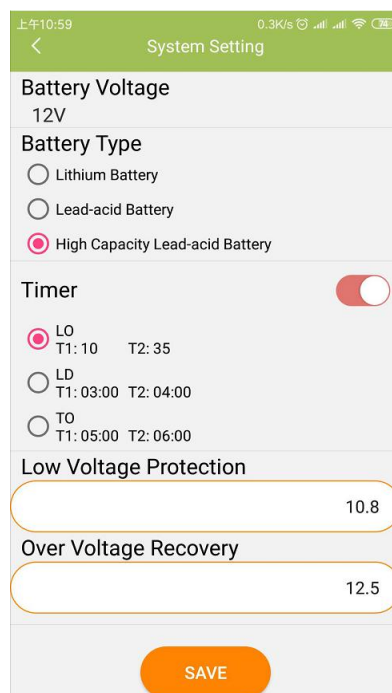 上午10:59 0.3K/s 74
System Setting
Battery Voltage
12V
Battery Type
Lithium Battery
Lead-acid Battery
High Capacity Lead-acid Battery
Timer
LO
T1: 10 T2: 35
LD
T1: 03:00 T2: 04:00
TO
T1: 05:00 T2: 06:00
Low Voltage Protection
10.8
Over Voltage Recovery
12.5
SAVE